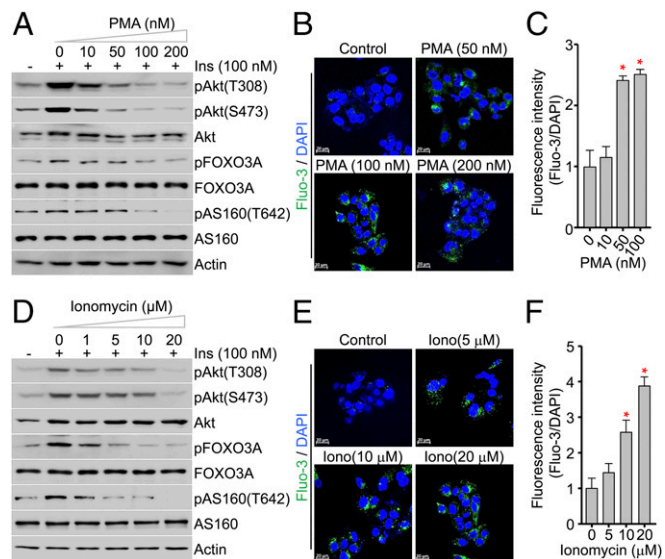 A
PMA (nM)
0 10 50 100 200
- + + + + + Ins (100 nM)
pAkt(T308)
pAkt(S473)
Akt
pFOXO3A
FOXO3A
pAS160(T642)
AS160
Actin
B
Fluo-3 / DAPI
Control PMA (50 nM)
PMA (100 nM) PMA (200 nM)
C
Fluorescence intensity
(Fluo-3/DAPI)
3
2
1
0
* *
0 10 50 100
PMA (nM)
D
Ionomycin (µM)
0 1 5 10 20
- + + + + + Ins (100 nM)
pAkt(T308)
pAkt(S473)
Akt
pFOXO3A
FOXO3A
pAS160(T642)
AS160
Actin
E
Fluo-3 / DAPI
Control Iono(5 µM)
Iono(10 µM) Iono(20 µM)
F
Fluorescence intensity
(Fluo-3/DAPI)
5
4
3
2
1
0
* *
0 5 10 20
Ionomycin (µM)